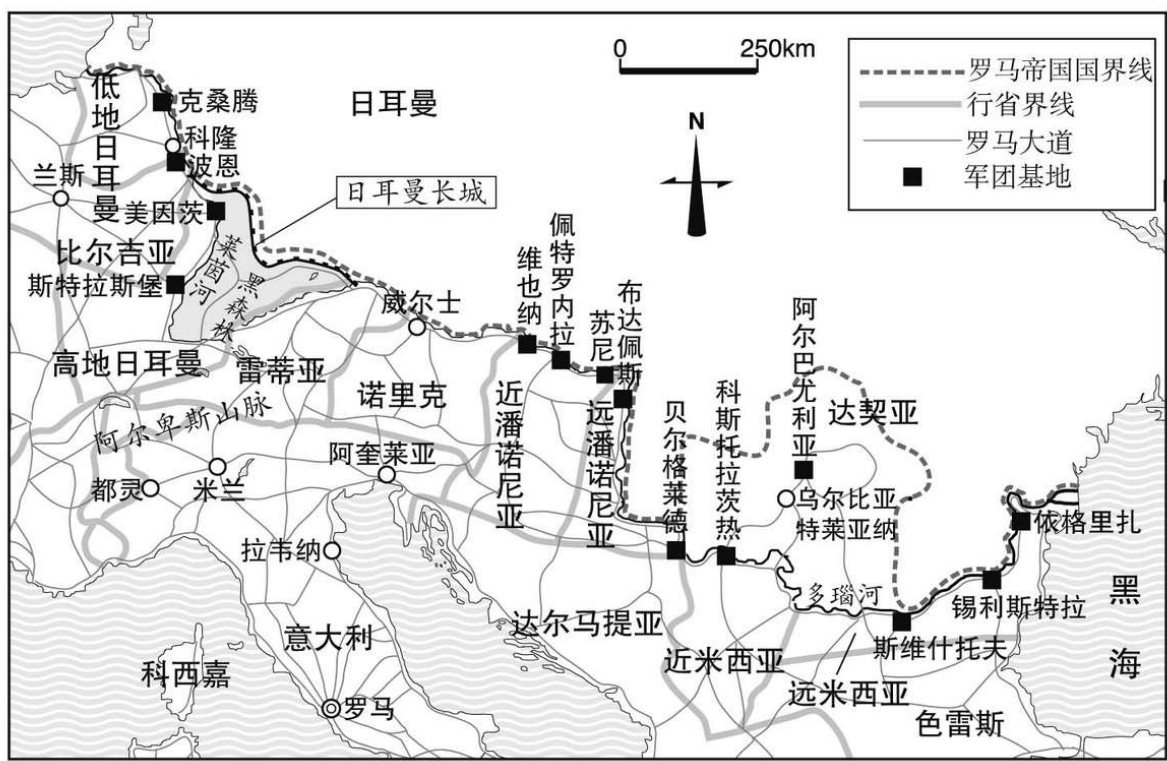 0
250km
N
罗马帝国国界线
行省界线
罗马大道
军团基地
低地日耳曼
克桑腾
科隆
波恩
日耳曼
兰斯
美因茨
日耳曼长城
比尔吉亚
斯特拉斯堡
莱茵河
黑森林
威尔士
维也纳
佩特罗内拉
苏尼
布达佩斯
阿尔巴尤利亚
达契亚
高地日耳曼
雷蒂亚
诺里克
近潘诺尼亚
远潘诺尼亚
贝尔格莱德
科斯托拉茨热
阿尔卑斯山脉
阿奎莱亚
都灵
米兰
乌尔比亚
特莱亚纳
依格里扎
拉韦纳
多瑙河
锡利斯特拉
黑海
意大利
达尔马提亚
斯维什托夫
科西嘉
近米西亚
远米西亚
罗马
色雷斯